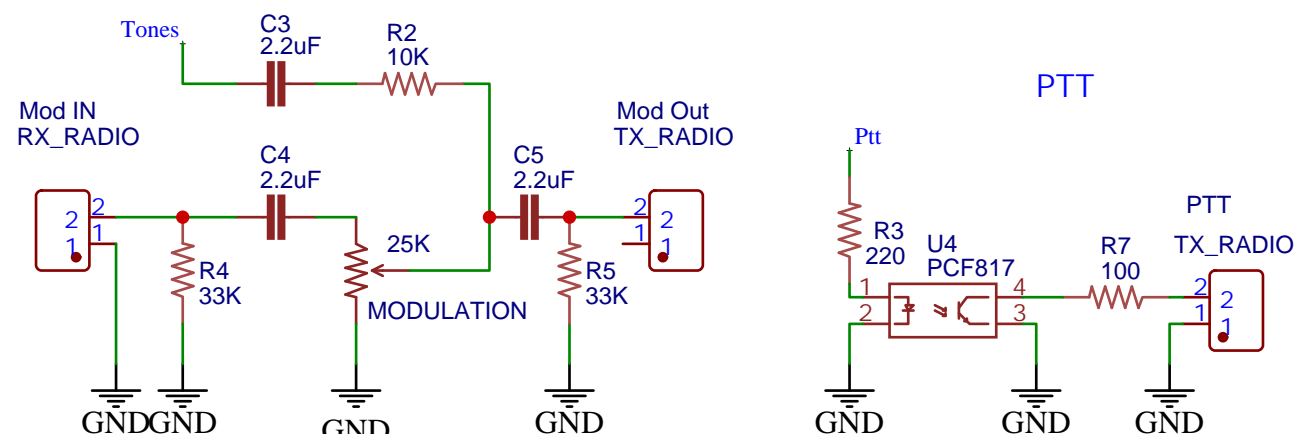 Tones
C3
2.2uF
R2
10K
Mod IN
RX_RADIO
2
1
2
1
C4
2.2uF
R4
33K
25K
MODULATION
C5
2.2uF
R5
33K
Mod Out
TX_RADIO
2
1
2
1
GND
GND
GND
GND
PTT
Ptt
R3
220
U4
PCF817
1
2
4
3
R7
100
PTT
TX_RADIO
2
1
2
1
GND
GND
GND